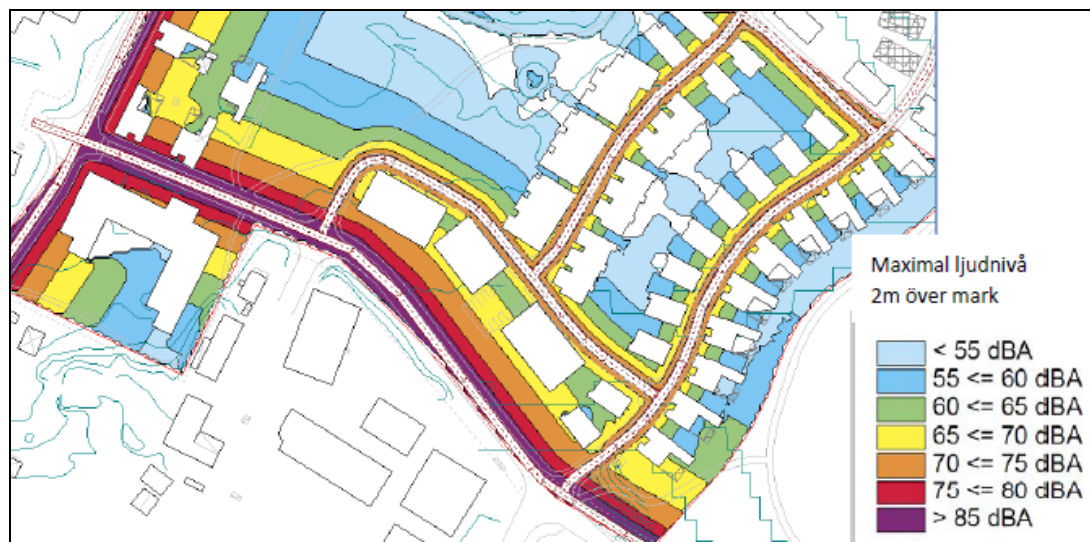 Maximal ljudnivå
2m över mark
< 55 dBA
55 <= 60 dBA
60 <= 65 dBA
65 <= 70 dBA
70 <= 75 dBA
75 <= 80 dBA
> 85 dBA